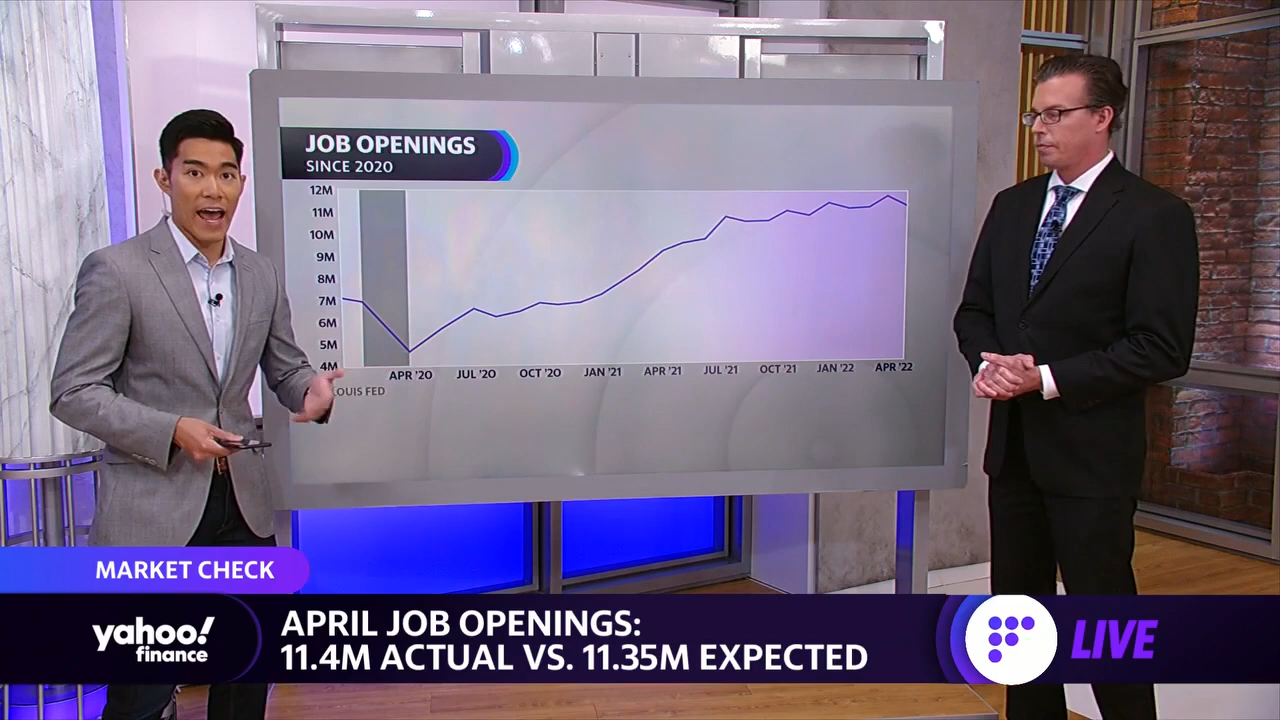 JOB OPENINGS
SINCE 2020
12M
11M
10M
9M
8M
7M
6M
5M
4M
APR '20 JUL '20 OCT '20 JAN '21 APR '21 JUL '21 OCT '21 JAN '22 APR '22
LOUIS FED
MARKET CHECK
yahoo!
finance
APRIL JOB OPENINGS:
11.4M ACTUAL VS. 11.35M EXPECTED
LIVE